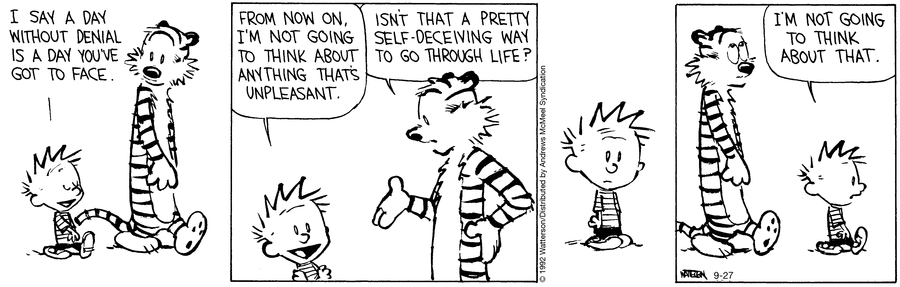 I SAY A DAY
WITHOUT DENIAL
IS A DAY YOU'VE
GOT TO FACE.
FROM NOW ON,
I'M NOT GOING
TO THINK ABOUT
ANYTHING THAT'S
UNPLEASANT.
ISN'T THAT A PRETTY
SELF-DECEIVING WAY
TO GO THROUGH LIFE?
© 1992 Watterson/Distributed by Andrews McMeel Syndication
I'M NOT GOING
TO THINK
ABOUT THAT.
WATTERSON 9-27